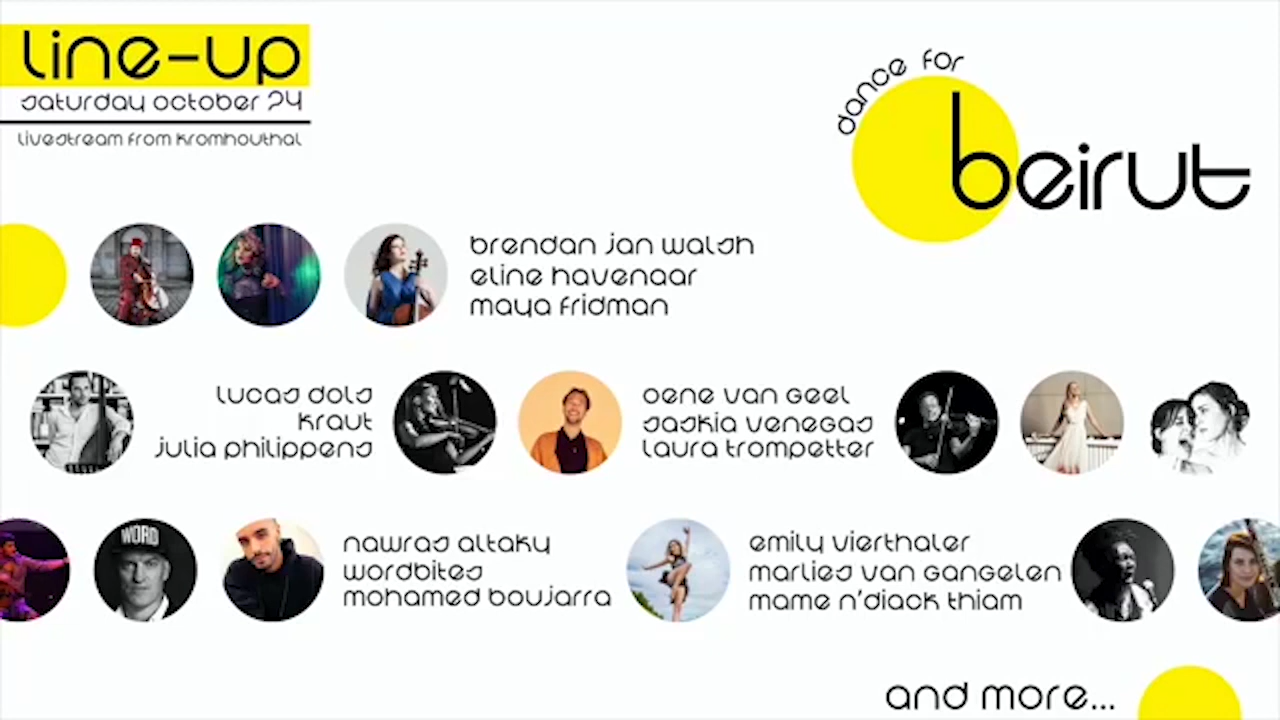 line-up
saturday october 24
livestream from kromhouthal
dance for
beirut
brendan jan walsh
eline havenaar
maya fridman
lucas dols
kraut
julia philippens
oene van geel
saskia venegas
laura trompetter
WORD
nawras altaky
wordbites
mohamed boujarra
emily vierthaler
marlies van gangelen
mame n'diack thiam
and more...